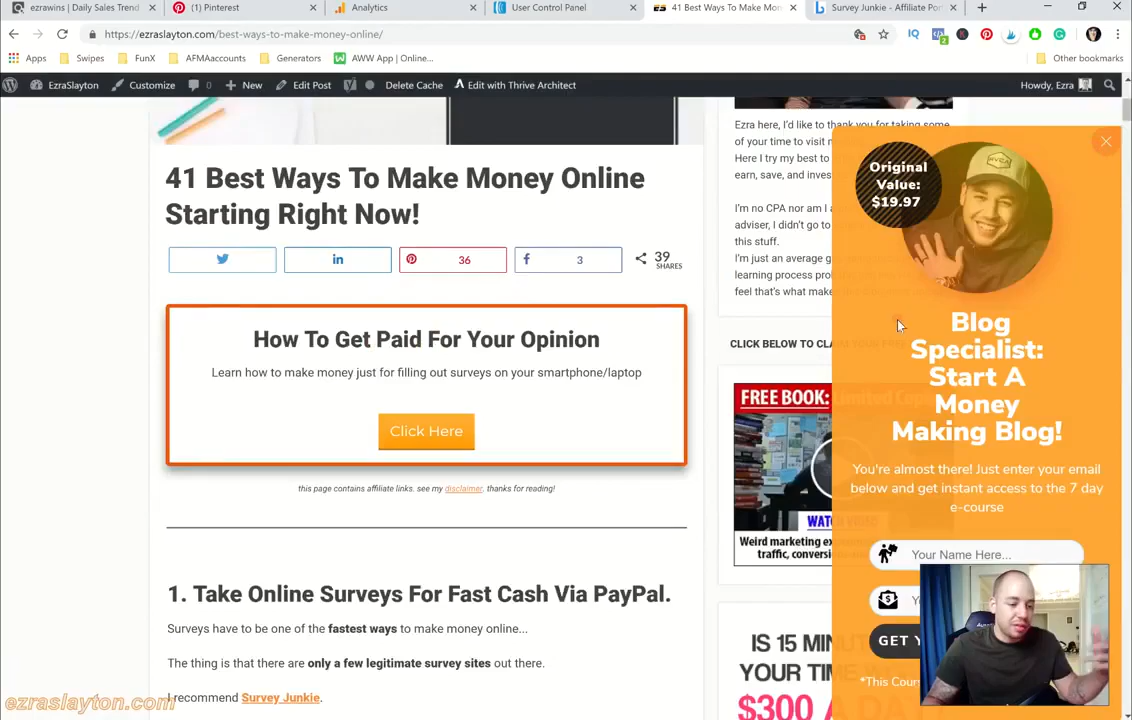 ezrawins | Daily Sales Trend
(1) Pinterest
Analytics
User Control Panel
41 Best Ways To Make Mon
Survey Junkie - Affiliate Por
https://ezraslayton.com/best-ways-to-make-money-online/
Apps
Swipes
FunX
AFMAaccounts
Generators
AWW App | Online...
Other bookmarks
EzraSlayton
Customize
0
New
Edit Post
Delete Cache
Edit with Thrive Architect
Howdy, Ezra
41 Best Ways To Make Money Online
Starting Right Now!
36
3
39
SHARES
How To Get Paid For Your Opinion
Learn how to make money just for filling out surveys on your smartphone/laptop
Click Here
this page contains affiliate links. see my disclaimer. thanks for reading!
1. Take Online Surveys For Fast Cash Via PayPal.
Surveys have to be one of the fastest ways to make money online...
The thing is that there are only a few legitimate survey sites out there.
I recommend Survey Junkie.
ezraslayton.com
Ezra here, I'd like to thank you for taking some
of your time to visit
Here I try my best to
earn, save, and inves
I'm no CPA nor am I
adviser, I didn't go to
this stuff.
I'm just an average g
learning process pro
feel that's what make
CLICK BELOW TO CLA
FREE BOOK: Limited
WATCH VIDEO
Weird marketing
traffic, conversi
IS 15 MINU
YOUR TIME
$300 A DAY
Original
Value:
$19.97
Blog
Specialist:
Start A
Money
Making Blog!
You're almost there! Just enter your email
below and get instant access to the 7 day
e-course
Your Name Here...
GET Y
*This Cour